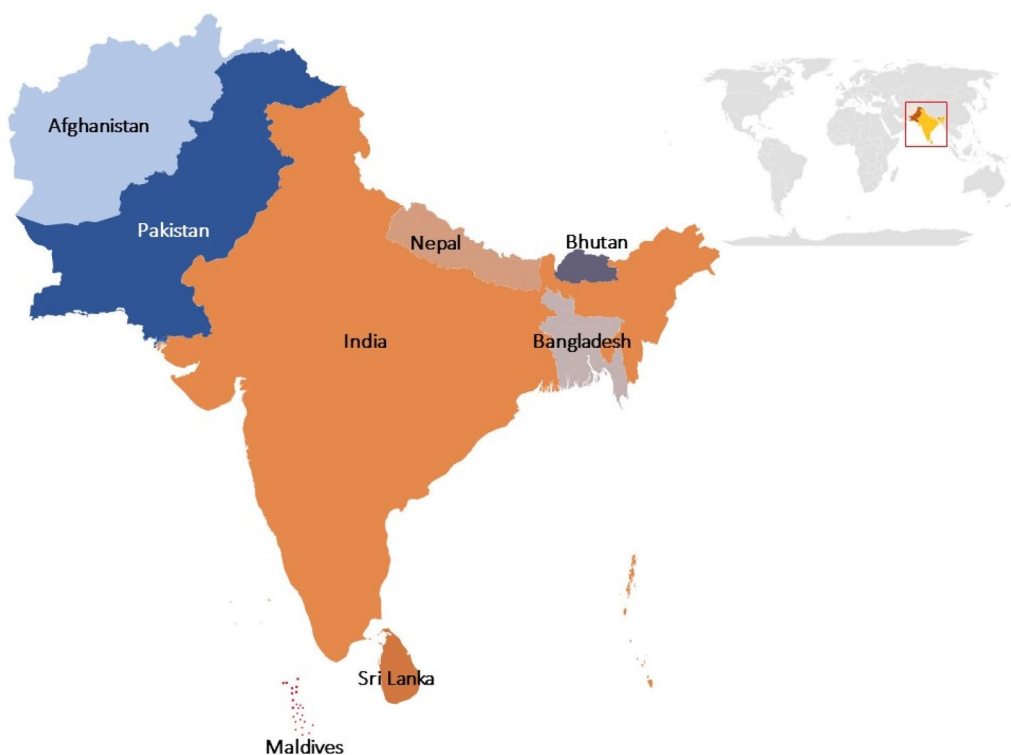 Afghanistan
Pakistan
Nepal
Bhutan
India
Bangladesh
Sri Lanka
Maldives